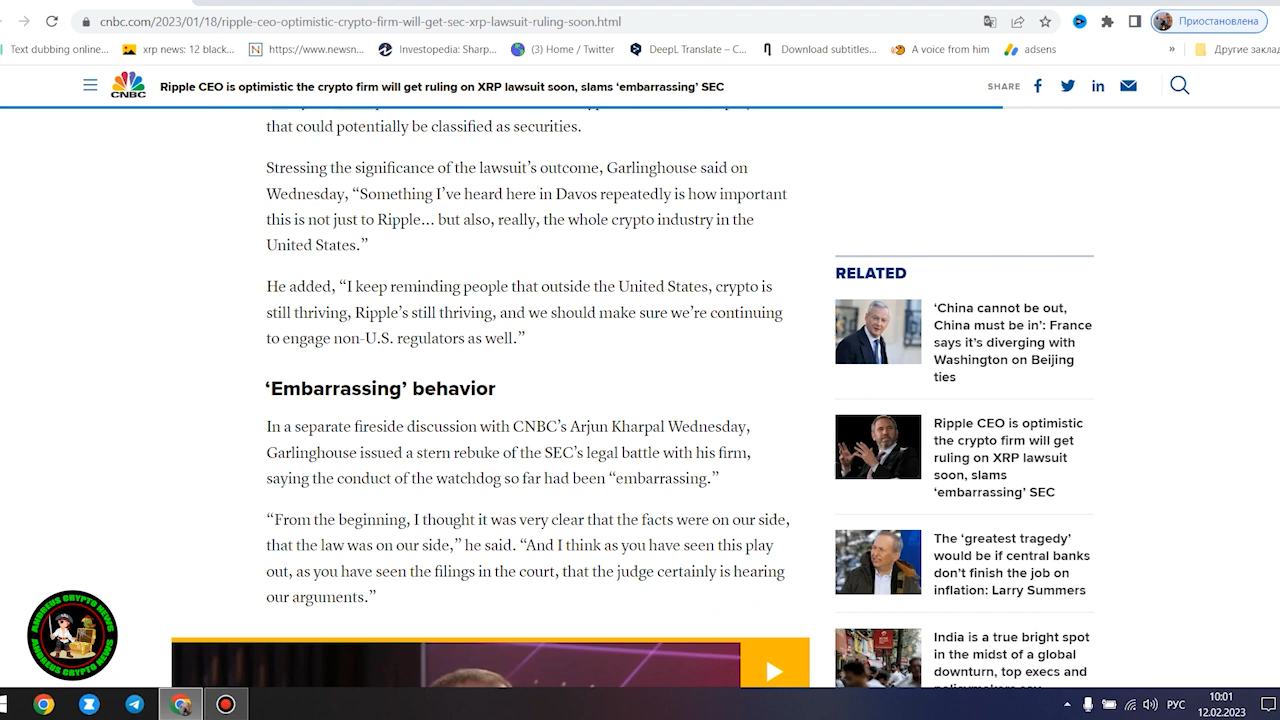 cnbc.com/2023/01/18/ripple-ceo-optimistic-crypto-firm-will-get-sec-xrp-lawsuit-ruling-soon.html
Приостановлена
Text dubbing online...
xrp news: 12 black...
https://www.newsn...
Investopedia: Sharp...
(3) Home / Twitter
DeepL Translate – C...
Download subtitles...
A voice from him
adsens
»
Другие закла
CNBC
Ripple CEO is optimistic the crypto firm will get ruling on XRP lawsuit soon, slams ‘embarrassing’ SEC
SHARE
that could potentially be classified as securities.
Stressing the significance of the lawsuit’s outcome, Garlinghouse said on
Wednesday, “Something I’ve heard here in Davos repeatedly is how important
this is not just to Ripple… but also, really, the whole crypto industry in the
United States.”
He added, “I keep reminding people that outside the United States, crypto is
still thriving, Ripple’s still thriving, and we should make sure we’re continuing
to engage non-U.S. regulators as well.”
‘Embarrassing’ behavior
In a separate fireside discussion with CNBC’s Arjun Kharpal Wednesday,
Garlinghouse issued a stern rebuke of the SEC’s legal battle with his firm,
saying the conduct of the watchdog so far had been “embarrassing.”
“From the beginning, I thought it was very clear that the facts were on our side,
that the law was on our side,” he said. “And I think as you have seen this play
out, as you have seen the filings in the court, that the judge certainly is hearing
our arguments.”
RELATED
‘China cannot be out,
China must be in’: France
says it’s diverging with
Washington on Beijing
ties
Ripple CEO is optimistic
the crypto firm will get
ruling on XRP lawsuit
soon, slams
‘embarrassing’ SEC
The ‘greatest tragedy’
would be if central banks
don’t finish the job on
inflation: Larry Summers
India is a true bright spot
in the midst of a global
downturn, top execs and
ANDREUS CRYPTO NEWS
ANDREUS CRYPTO NEWS
РУС
10:01
12.02.2023